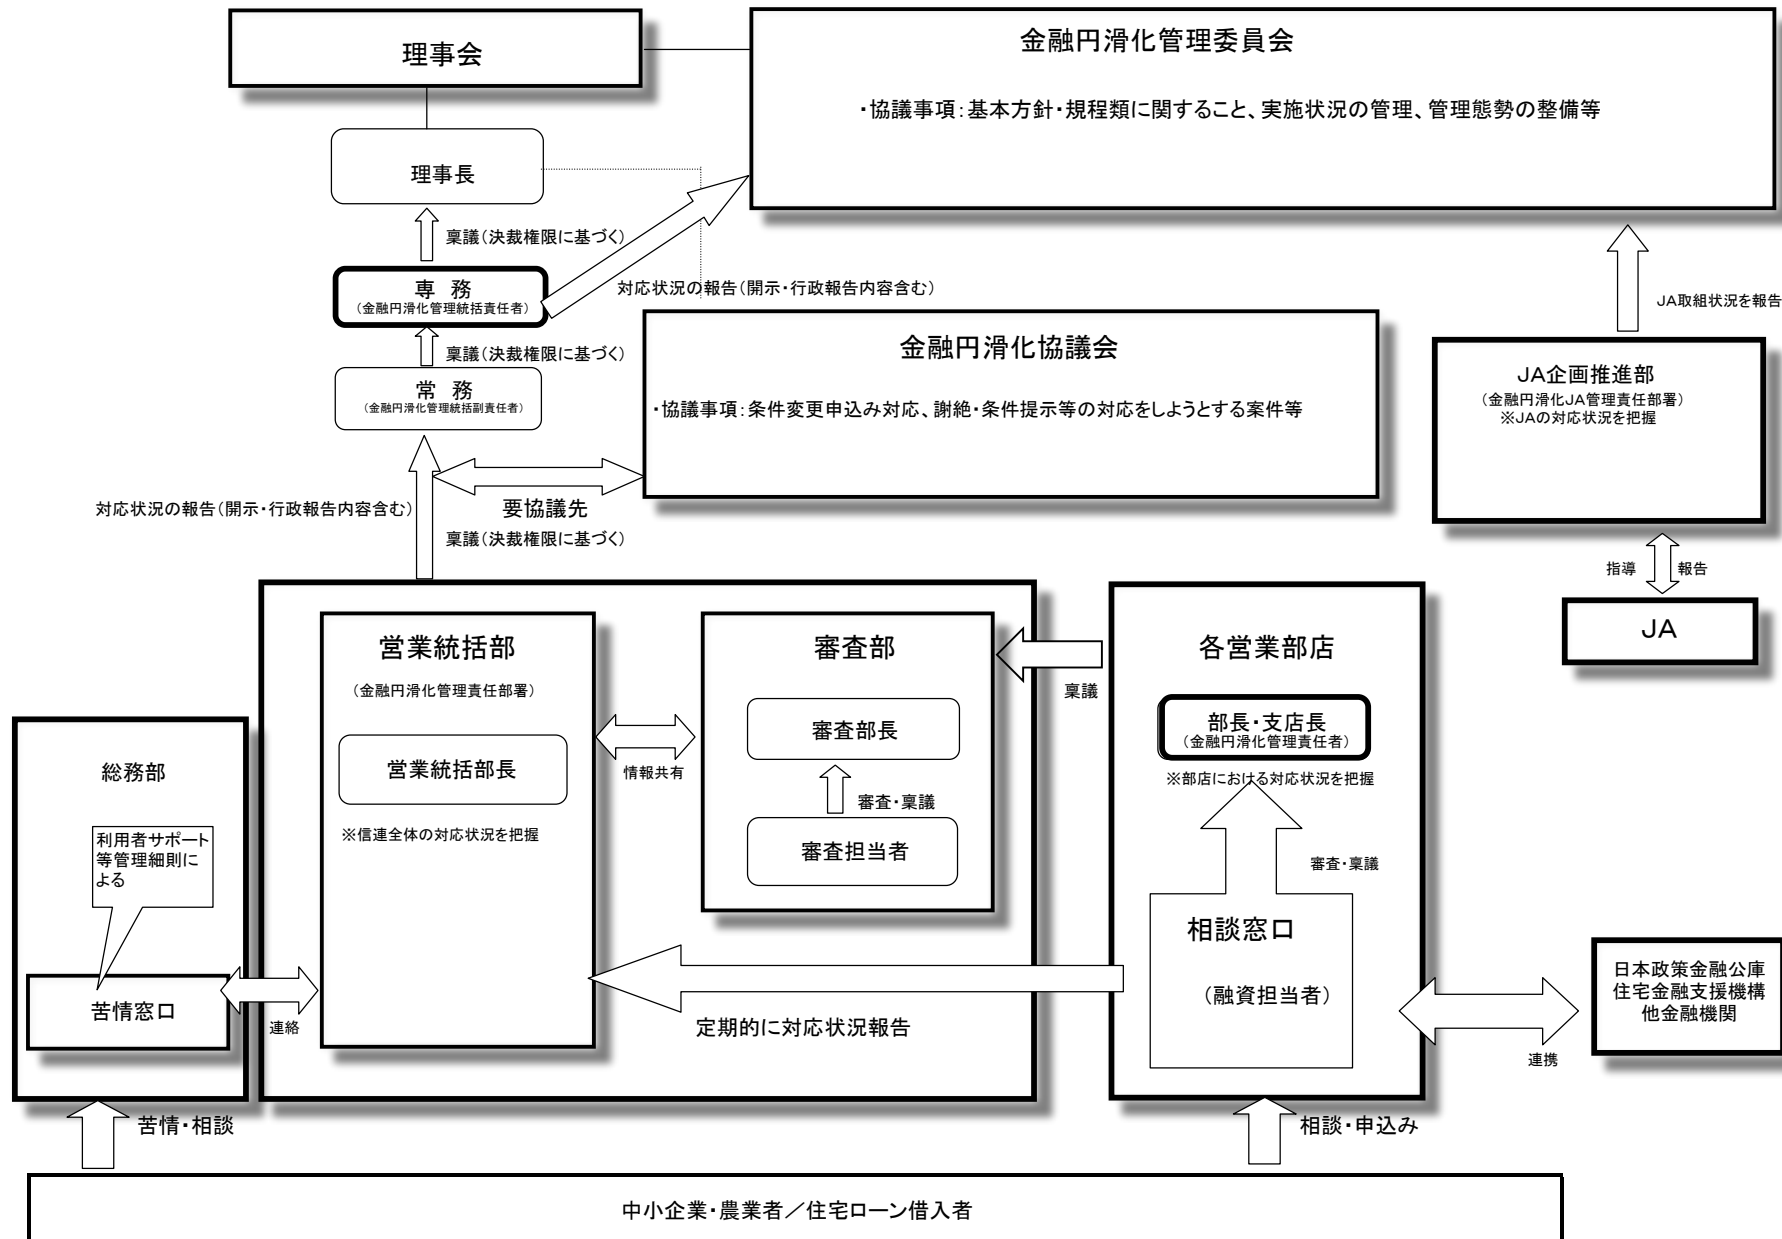 理事会
金融円滑化管理委員会
・協議事項：基本方針・規程類に関すること、実施状況の管理、管理態勢の整備等
理事長
稟議（決裁権限に基づく）
専　務
（金融円滑化管理統括責任者）
対応状況の報告（開示・行政報告内容含む）
JA取組状況を報告
稟議（決裁権限に基づく）
常　務
（金融円滑化管理統括副責任者）
金融円滑化協議会
・協議事項：条件変更申込み対応、謝絶・条件提示等の対応をしようとする案件等
JA企画推進部
（金融円滑化JA管理責任部署）
※JAの対応状況を把握
対応状況の報告（開示・行政報告内容含む）
要協議先
稟議（決裁権限に基づく）
指導
報告
JA
営業統括部
（金融円滑化管理責任部署）
営業統括部長
※信連全体の対応状況を把握
情報共有
審査部
審査部長
審査・稟議
審査担当者
稟議
各営業部店
部長・支店長
（金融円滑化管理責任者）
※部店における対応状況を把握
審査・稟議
相談窓口
（融資担当者）
総務部
利用者サポート
等管理細則に
よる
苦情窓口
連絡
定期的に対応状況報告
連携
日本政策金融公庫
住宅金融支援機構
他金融機関
苦情・相談
相談・申込み
中小企業・農業者／住宅ローン借入者